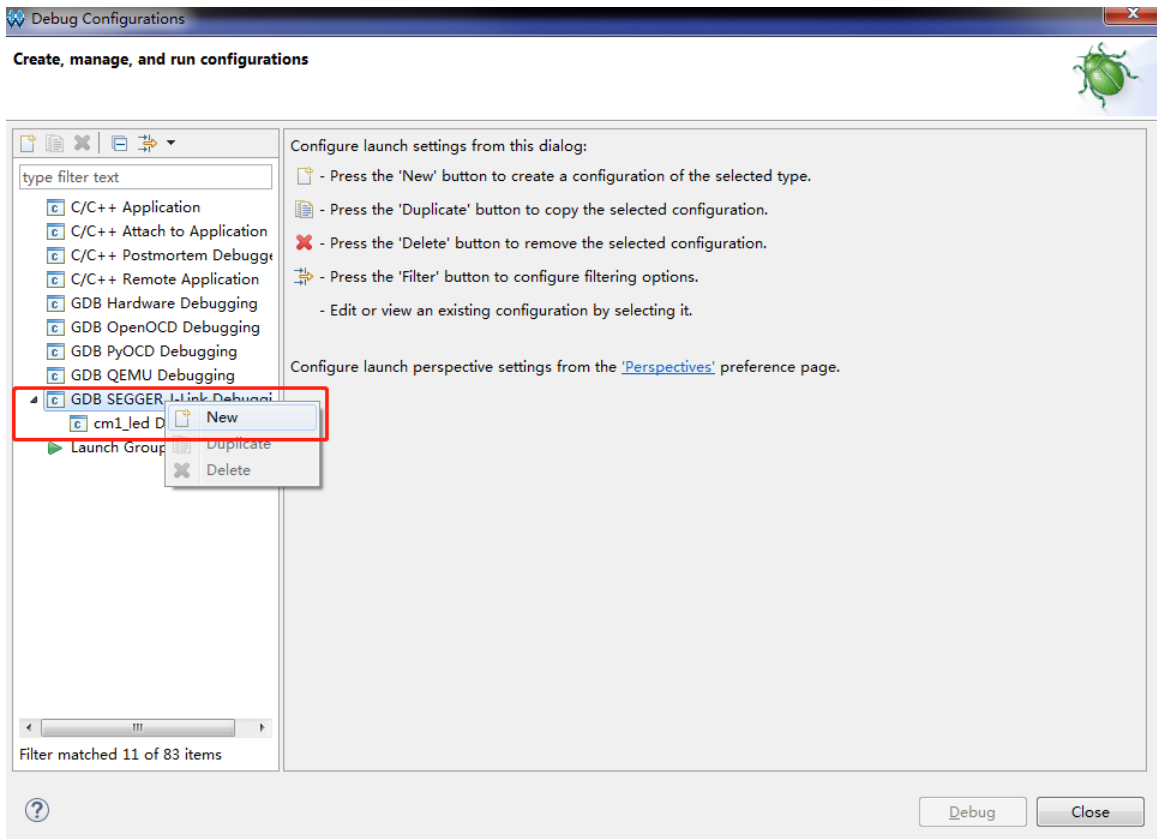 Debug Configurations
Create, manage, and run configurations
type filter text
C/C++ Application
C/C++ Attach to Application
C/C++ Postmortem Debugge
C/C++ Remote Application
GDB Hardware Debugging
GDB OpenOCD Debugging
GDB PyOCD Debugging
GDB QEMU Debugging
GDB SEGGER J-Link Debuggi
cm1_led D
Launch Group
New
Duplicate
Delete
Filter matched 11 of 83 items
Configure launch settings from this dialog:
- Press the 'New' button to create a configuration of the selected type.
- Press the 'Duplicate' button to copy the selected configuration.
- Press the 'Delete' button to remove the selected configuration.
- Press the 'Filter' button to configure filtering options.
- Edit or view an existing configuration by selecting it.
Configure launch perspective settings from the 'Perspectives' preference page.
Debug
Close